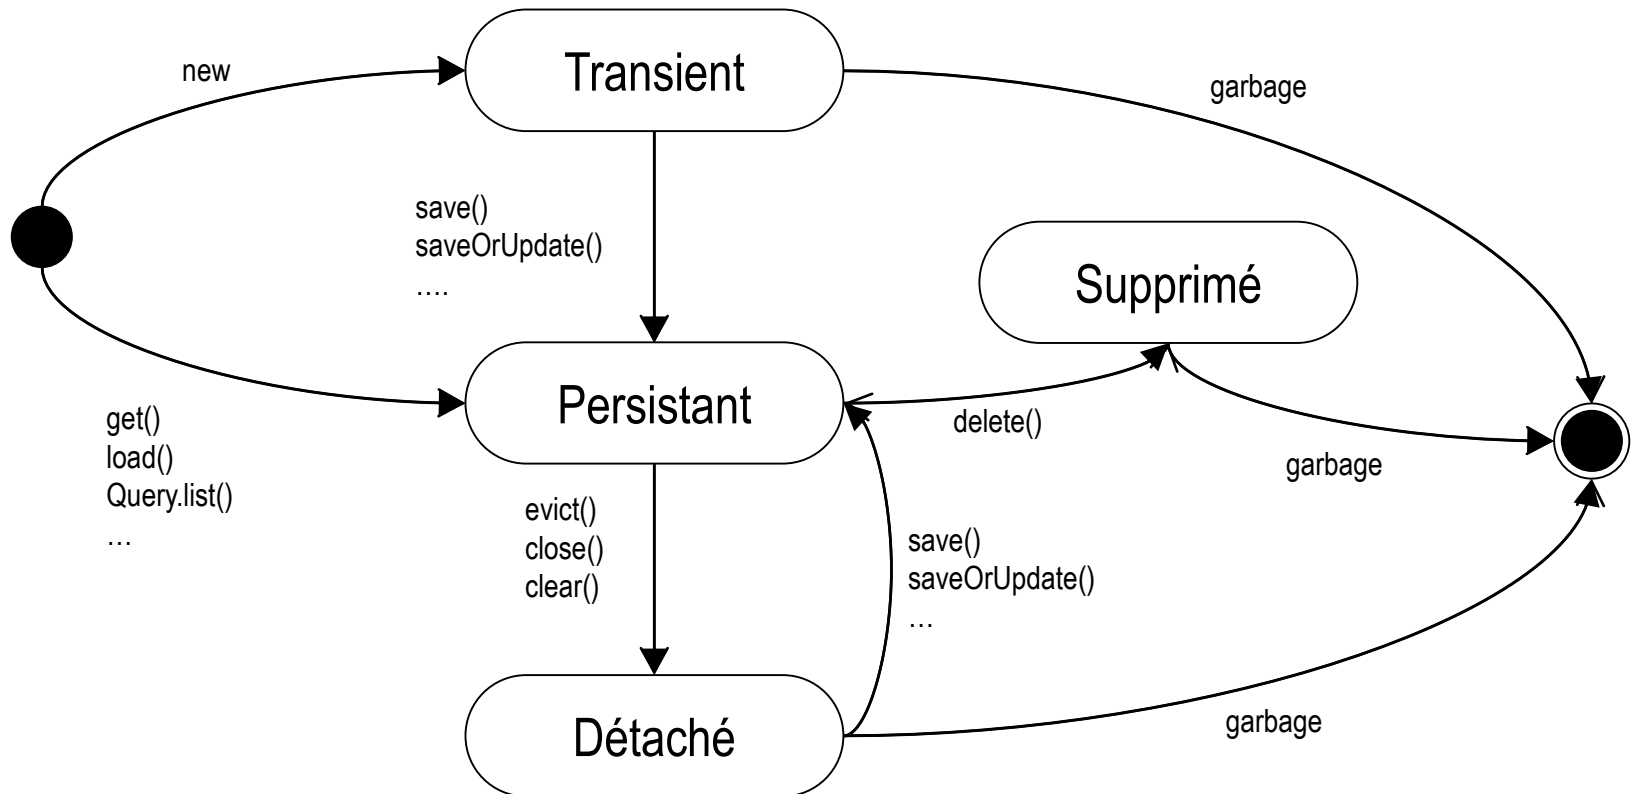 new
Transient
garbage
save()
saveOrUpdate()
….
Supprimé
Persistant
delete()
get()
load()
Query.list()
…
garbage
evict()
close()
clear()
save()
saveOrUpdate()
…
Détaché
garbage